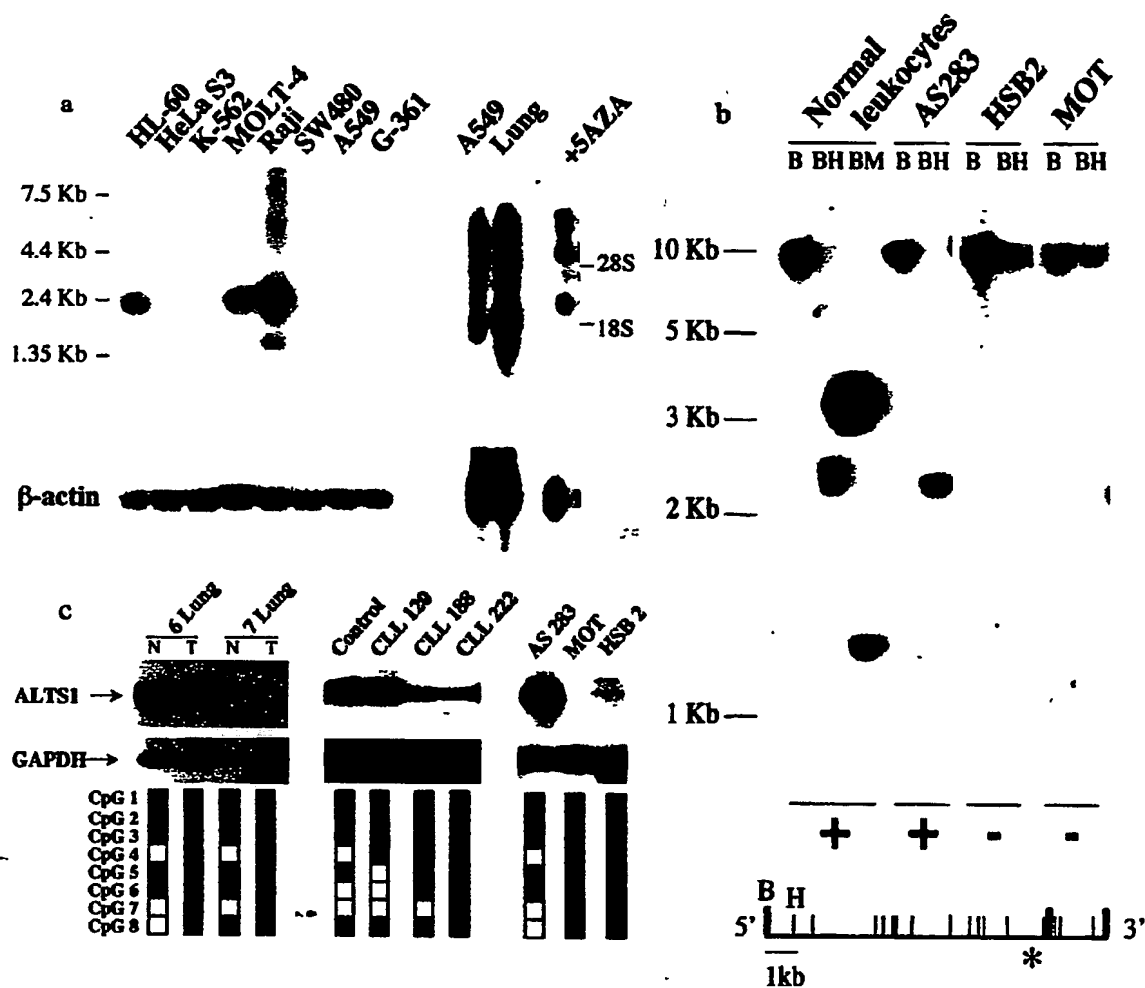 a
HL-60
HeLa S3
K-562
MOLT-4
Raji
SW480
A549
G-361
A549
Lung
+5AZA
7.5 Kb
4.4 Kb
2.4 Kb
1.35 Kb
28S
18S
β-actin
b
Normal
leukocytes
AS283
HSB2
MOT
B BH BM B BH B BH B BH
10 Kb
5 Kb
3 Kb
2 Kb
1 Kb
+ + - -
B
H
5' 3'
*
1kb
c
6 Lung
7 Lung
N T N T
Control
CLL 120
CLL 188
CLL 222
AS 283
MOT
HSB 2
ALTS1
GAPDH
CpG 1
CpG 2
CpG 3
CpG 4
CpG 5
CpG 6
CpG 7
CpG 8